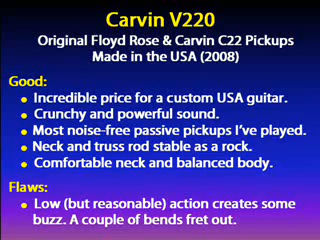 Carvin V220
Original Floyd Rose & Carvin C22 Pickups
Made in the USA (2008)
Good:
• Incredible price for a custom USA guitar.
• Crunchy and powerful sound.
• Most noise-free passive pickups I've played.
• Neck and truss rod stable as a rock.
• Comfortable neck and balanced body.
Flaws:
• Low (but reasonable) action creates some
buzz. A couple of bends fret out.